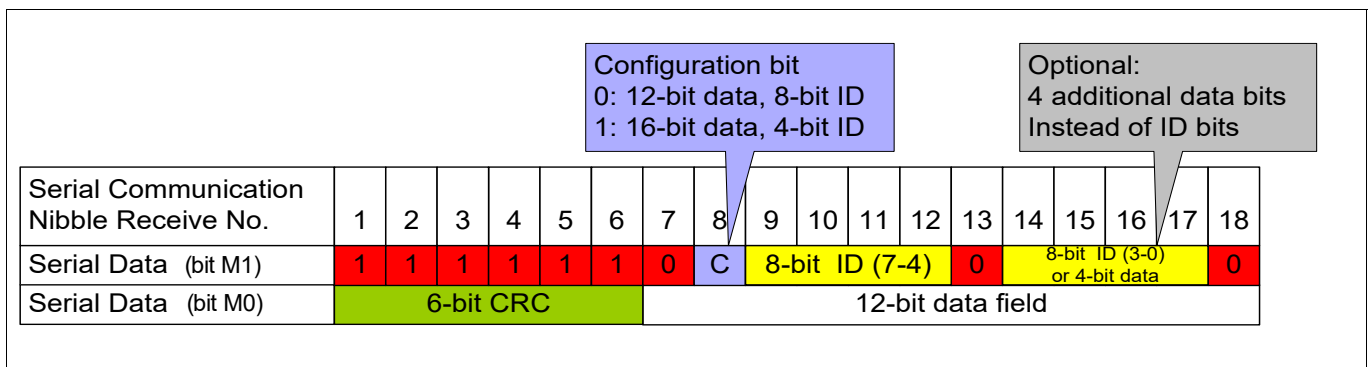 Configuration bit
0: 12-bit data, 8-bit ID
1: 16-bit data, 4-bit ID
Optional:
4 additional data bits
Instead of ID bits
Serial Communication
Nibble Receive No. 1 2 3 4 5 6 7 8 9 10 11 12 13 14 15 16 17 18
Serial Data (bit M1) 1 1 1 1 1 1 0 C 8-bit ID (7-4) 0 8-bit ID (3-0) or 4-bit data 0
Serial Data (bit M0) 6-bit CRC 12-bit data field